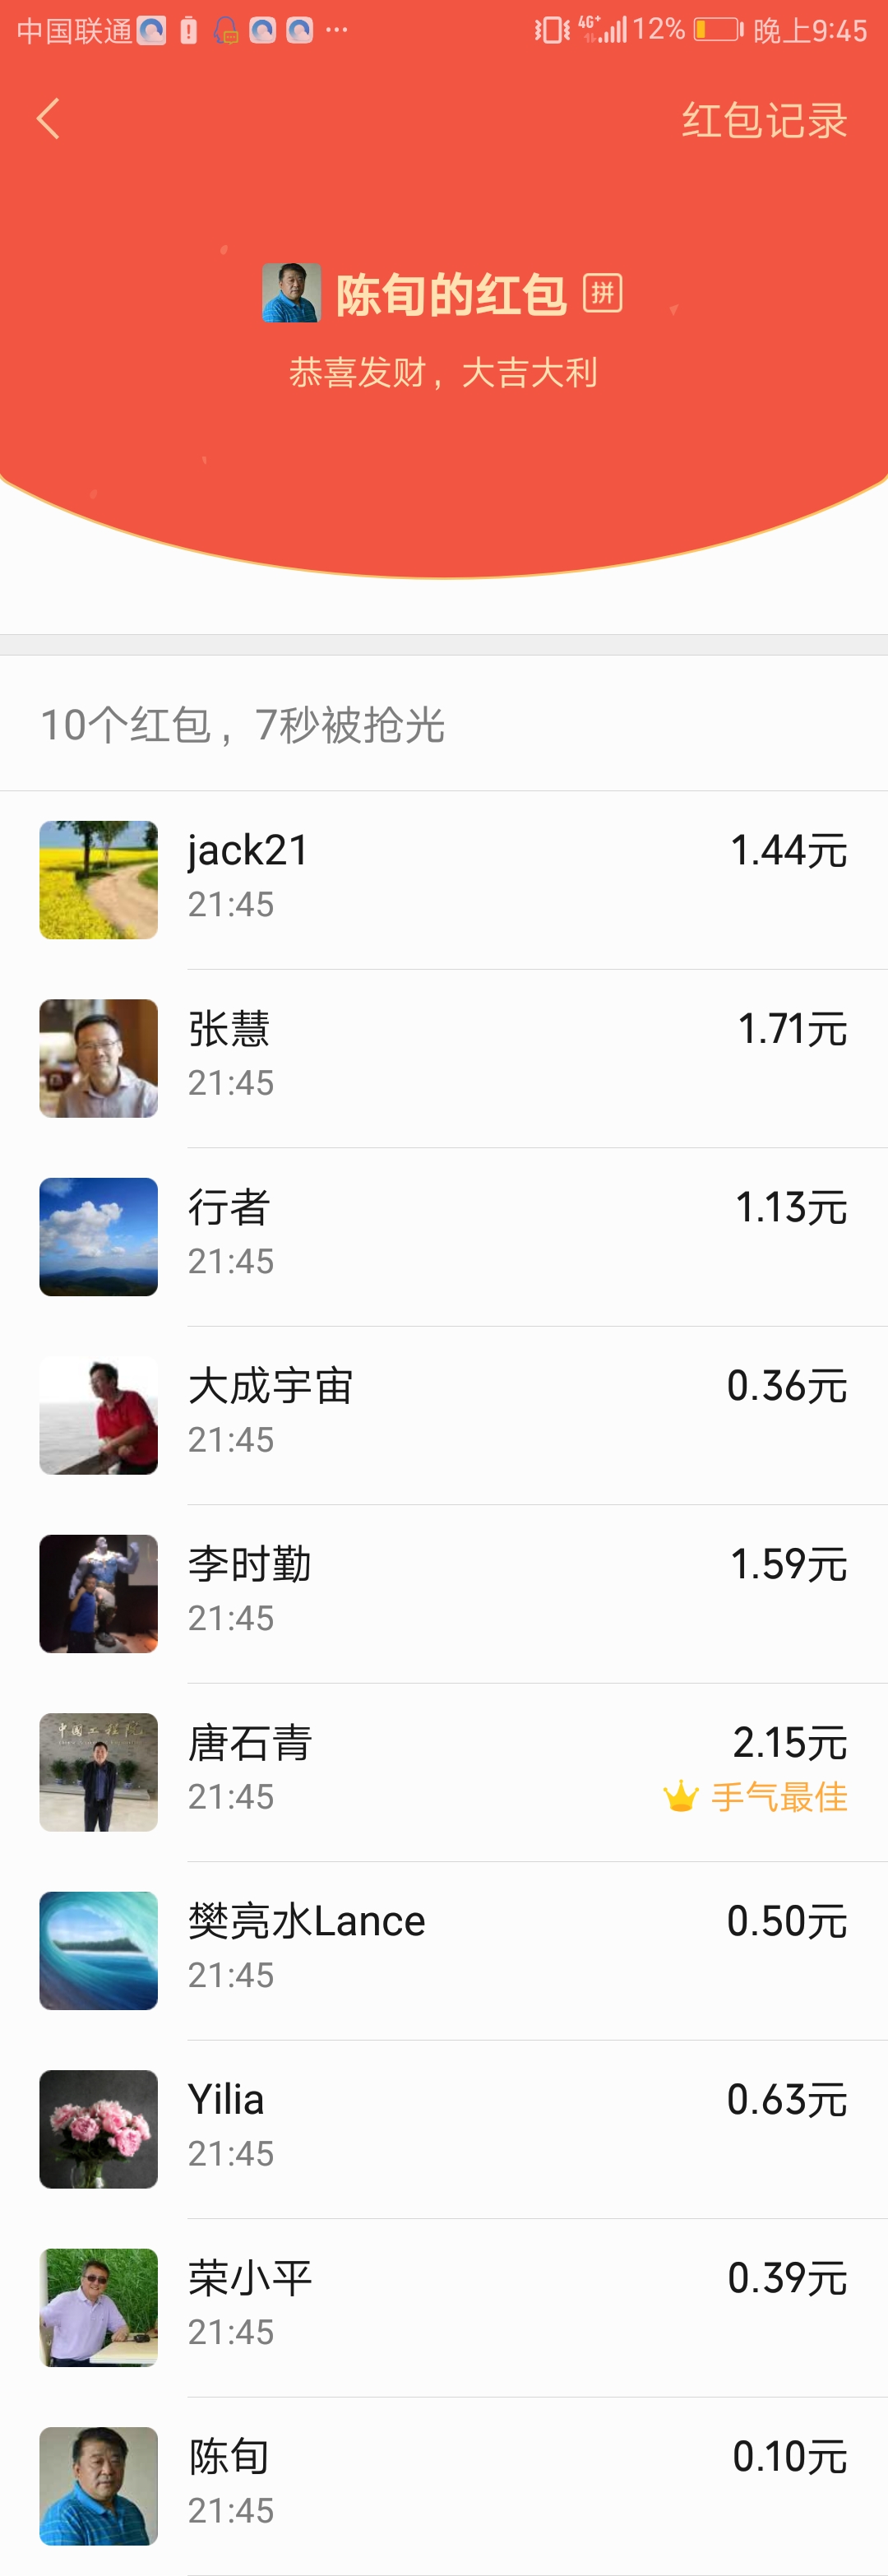 中国联通 ... 4G+ 12% 晚上9:45
红包记录
陈旬的红包 拼
恭喜发财，大吉大利
10个红包，7秒被抢光
jack21 1.44元
21:45
张慧 1.71元
21:45
行者 1.13元
21:45
大成宇宙 0.36元
21:45
李时勤 1.59元
21:45
中国工程院
唐石青 2.15元
21:45 手气最佳
樊亮水Lance 0.50元
21:45
Yilia 0.63元
21:45
荣小平 0.39元
21:45
陈旬 0.10元
21:45